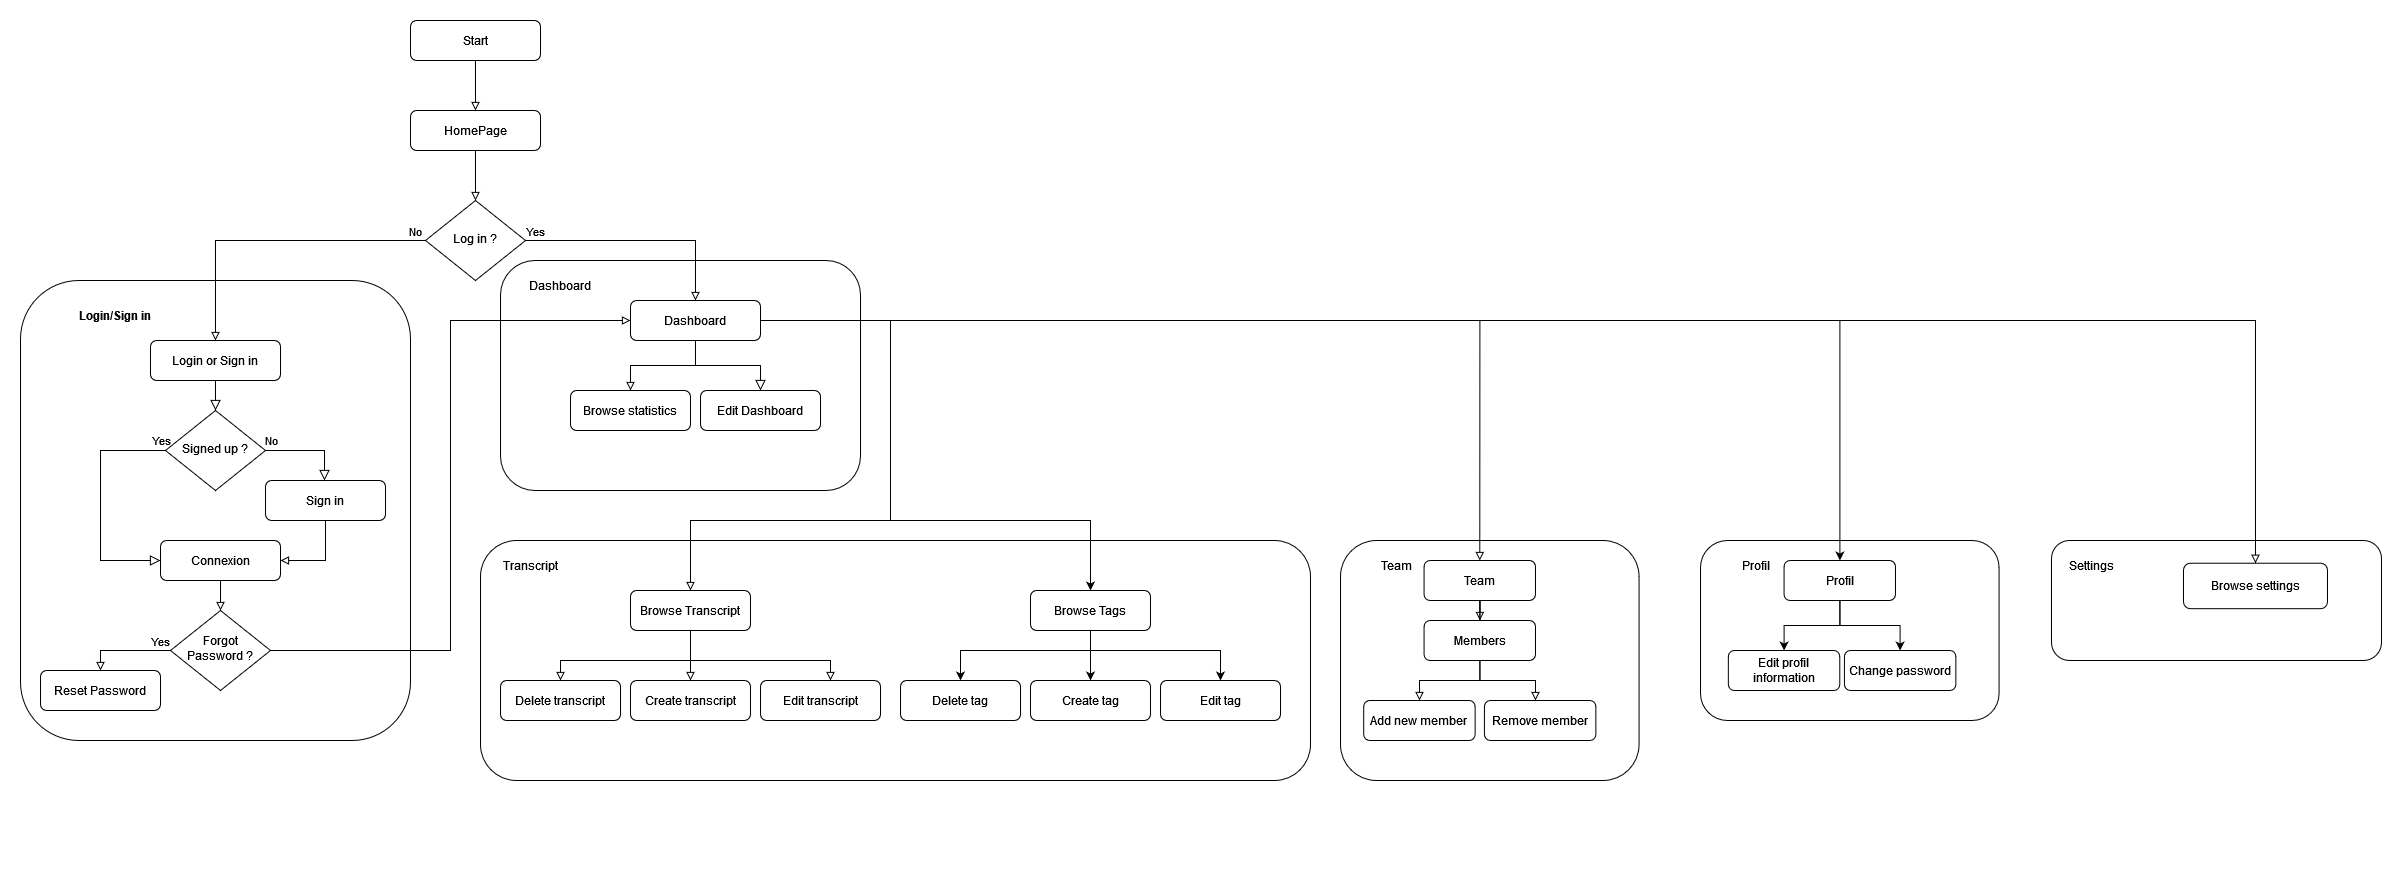 Start
HomePage
Log in ?
No
Yes
Login/Sign in
Login or Sign in
Signed up ?
Yes
No
Sign in
Connexion
Forgot
Password ?
Yes
Reset Password
Dashboard
Dashboard
Browse statistics
Edit Dashboard
Transcript
Browse Transcript
Browse Tags
Delete transcript
Create transcript
Edit transcript
Delete tag
Create tag
Edit tag
Team
Team
Members
Add new member
Remove member
Profil
Profil
Edit profil
information
Change password
Settings
Browse settings